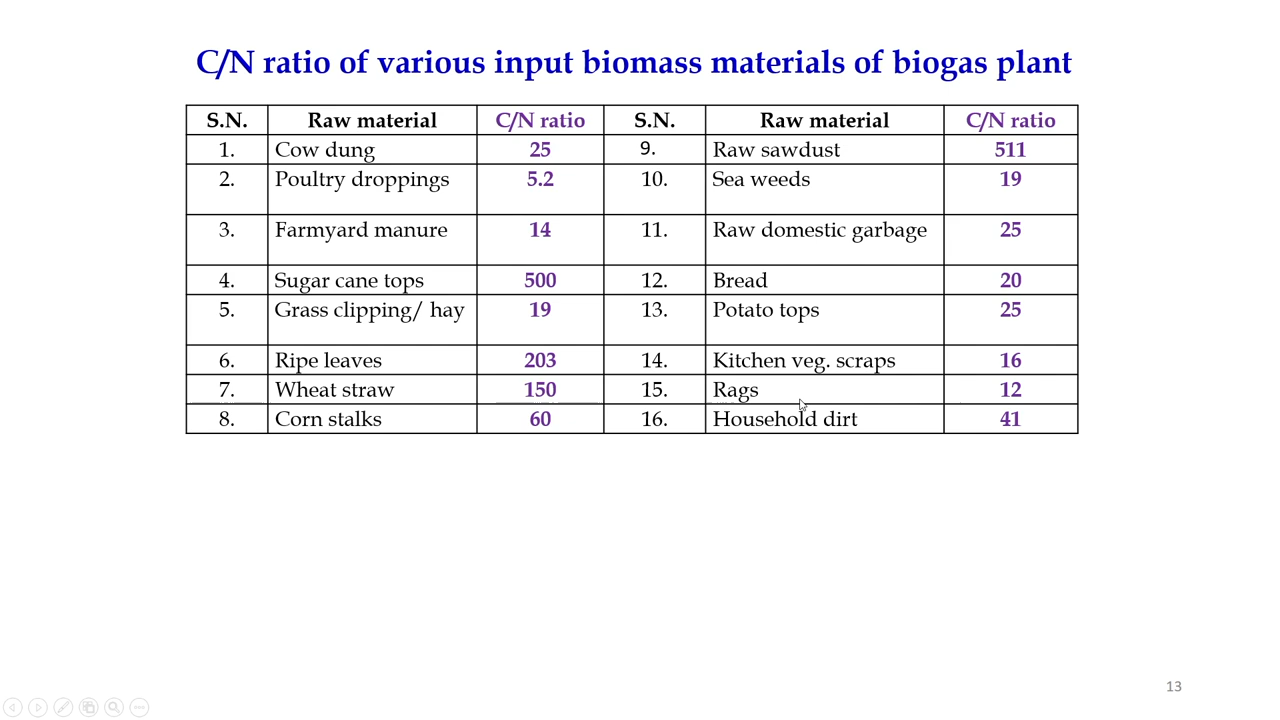 C/N ratio of various input biomass materials of biogas plant
S.N. Raw material C/N ratio S.N. Raw material C/N ratio
1. Cow dung 25 9. Raw sawdust 511
2. Poultry droppings 5.2 10. Sea weeds 19
3. Farmyard manure 14 11. Raw domestic garbage 25
4. Sugar cane tops 500 12. Bread 20
5. Grass clipping/ hay 19 13. Potato tops 25
6. Ripe leaves 203 14. Kitchen veg. scraps 16
7. Wheat straw 150 15. Rags 12
8. Corn stalks 60 16. Household dirt 41
13